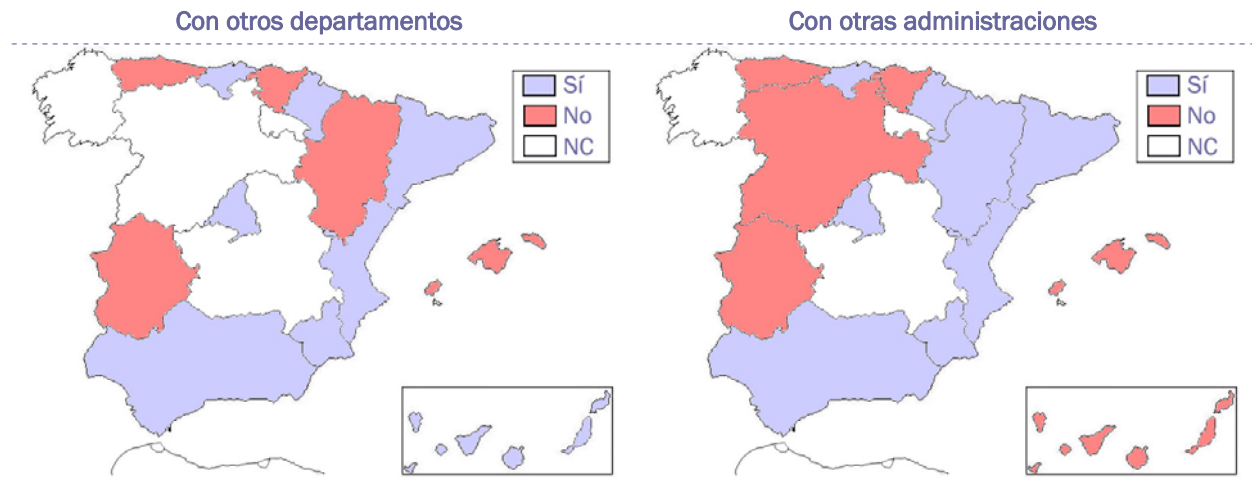 Con otros departamentos
Sí
No
NC
Con otras administraciones
Sí
No
NC